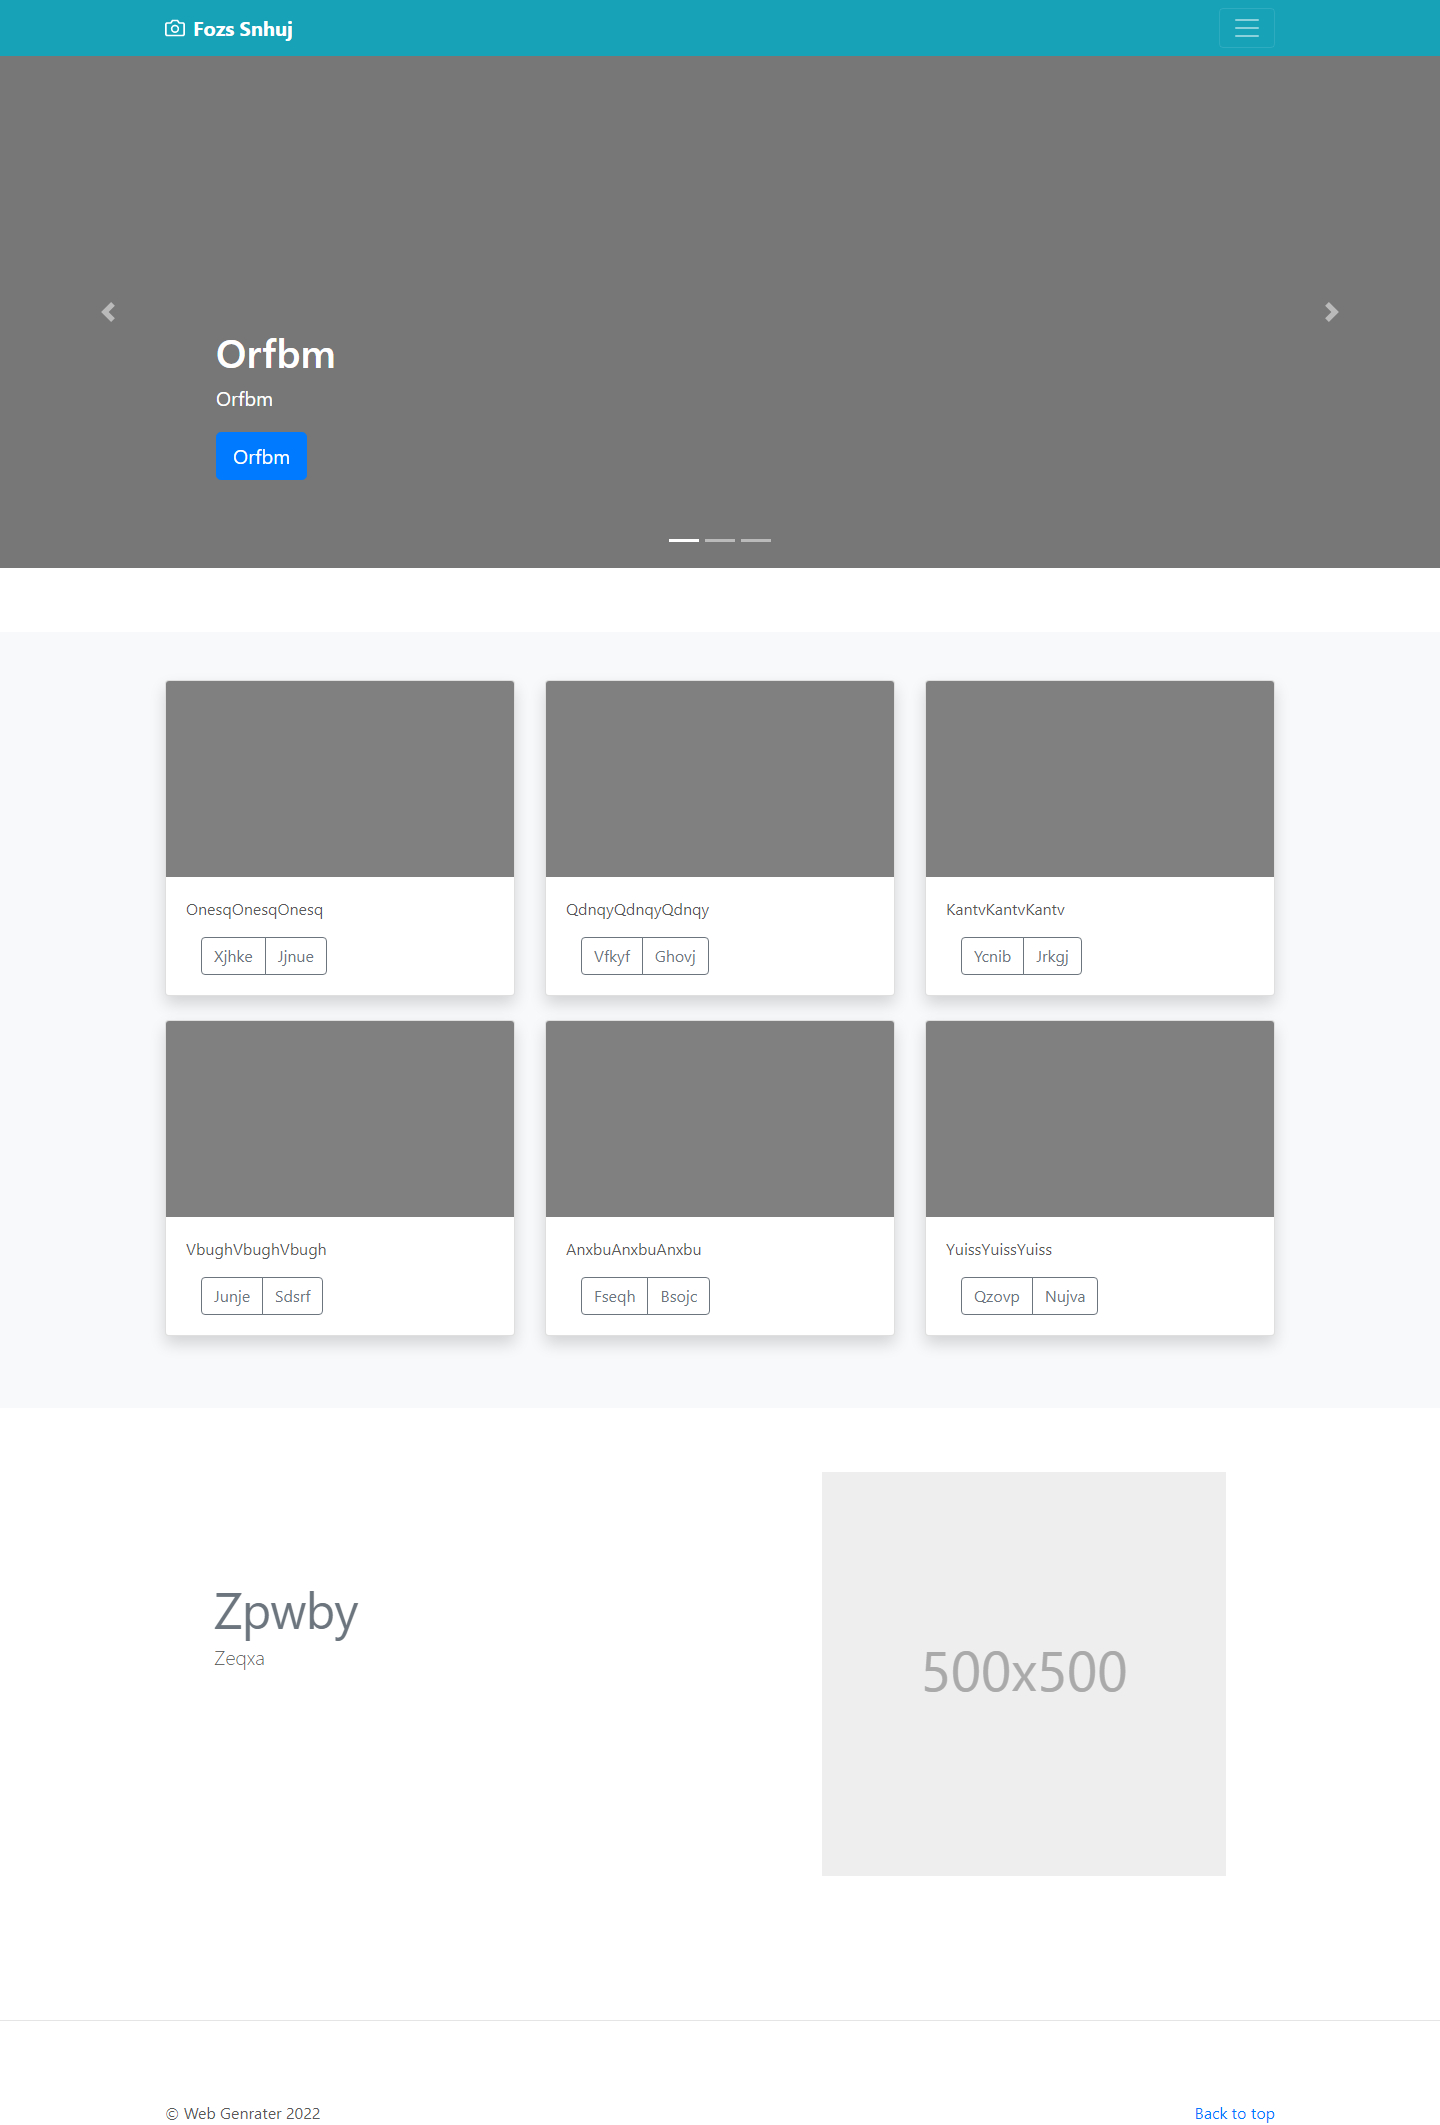 Fozs Snhuj
Orfbm
Orfbm
Orfbm
OnesqOnesqOnesq
Xjhke Jjnue
QdnqyQdnqyQdnqy
Vfkyf Ghovj
KantvKantvKantv
Ycnib Jrkgj
VbughVbughVbugh
Junje Sdsrf
AnxbuAnxbuAnxbu
Fseqh Bsojc
YuissYuissYuiss
Qzovp Nujva
Zpwby
Zeqxa
500x500
© Web Genrater 2022
Back to top